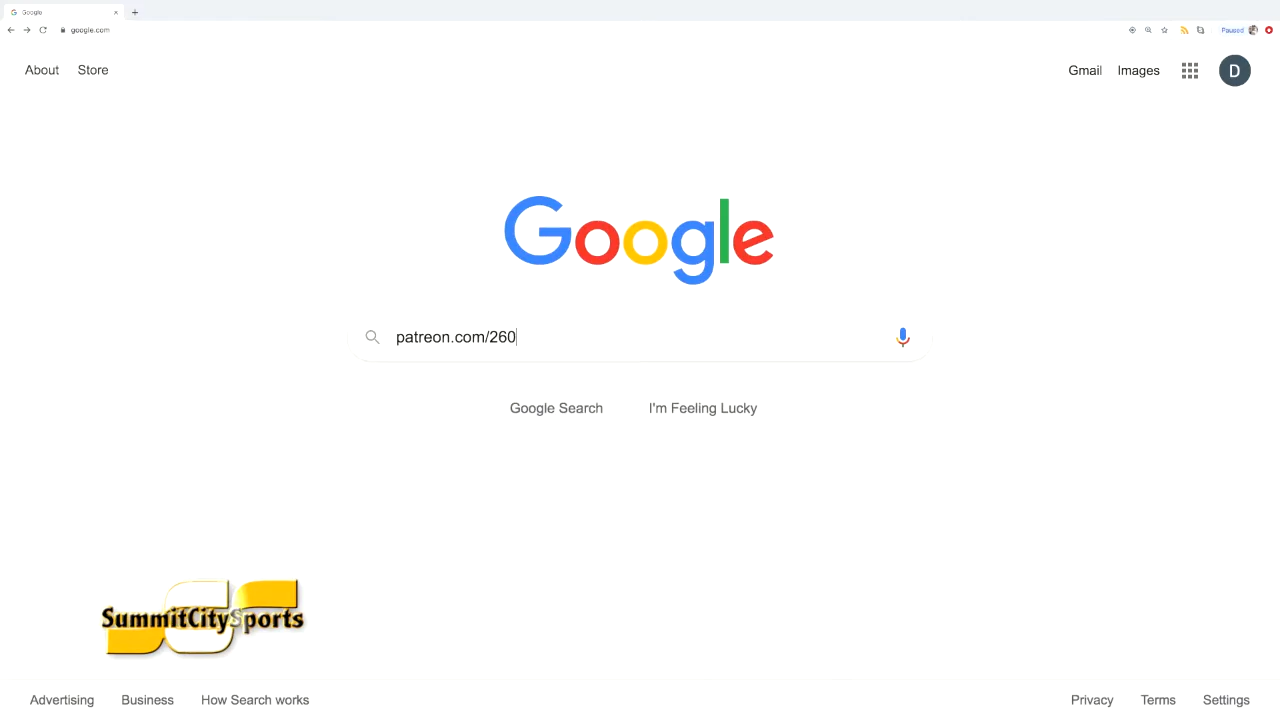 Google
google.com
Paused
About Store
Gmail Images
D
Google
patreon.com/260
Google Search I'm Feeling Lucky
SummitCitySports
Advertising Business How Search works
Privacy Terms Settings